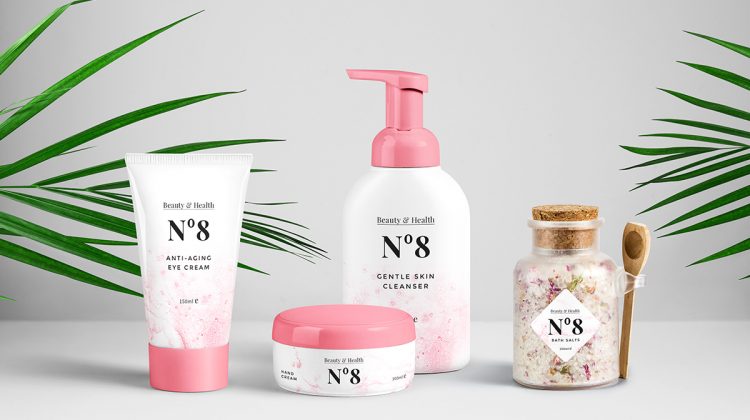 Beauty & Health
Nº8
ANTI-AGING
EYE CREAM
150ml ℮
Beauty & Health
Nº8
GENTLE SKIN
CLEANSER
Beauty & Health
HAND
CREAM
Nº8
Beauty & Health
Nº8
BATH SALTS